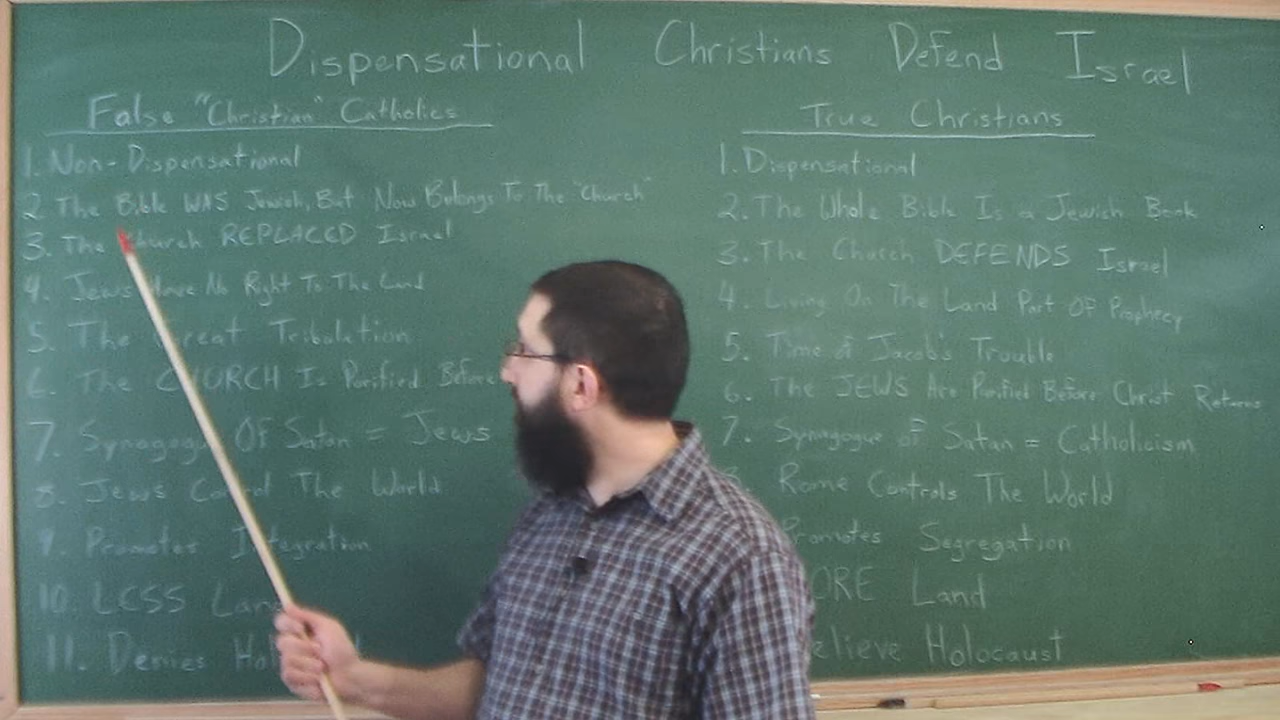 Dispensational Christians Defend Israel
False "Christian" Catholics
1. Non-Dispensational
2. The Bible WAS Jewish, But Now Belongs To The "Church"
3. The Church REPLACED Israel
4. Jews Have No Right To The Land
5. The Great Tribulation
6. The CHURCH Is Purified Before
7. Synagogue OF Satan = Jews
8. Jews Control The World
9. Promotes Integration
10. LESS Land
11. Denies
True Christians
1. Dispensational
2. The Whole Bible Is a Jewish Book
3. The Church DEFENDS Israel
4. Living On The Land Part OF Prophecy
5. Time of Jacob's Trouble
6. The JEWS Are Purified Before Christ Returns
7. Synagogue of Satan = Catholicism
8. Rome Controls The World
Promotes Segregation
ORE Land
elieve Holocaust